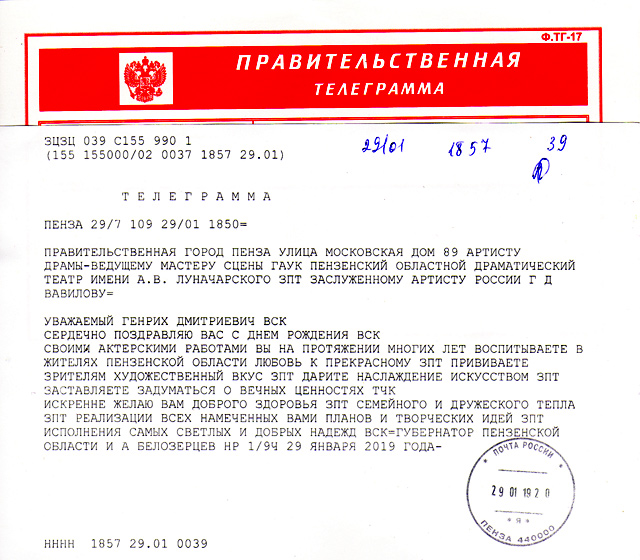 Ф.ТГ-17
ПРАВИТЕЛЬСТВЕННАЯ
ТЕЛЕГРАММА
ЗЦЗЦ 039 С155 990 1
(155 155000/02 0037 1857 29.01)
29/01 1857 39
ТЕЛЕГРАММА
ПЕНЗА 29/7 109 29/01 1850=
ПРАВИТЕЛЬСТВЕННАЯ ГОРОД ПЕНЗА УЛИЦА МОСКОВСКАЯ ДОМ 89 АРТИСТУ
ДРАМЫ-ВЕДУЩЕМУ МАСТЕРУ СЦЕНЫ ГАУК ПЕНЗЕНСКИЙ ОБЛАСТНОЙ ДРАМАТИЧЕСКИЙ
ТЕАТР ИМЕНИ А.В. ЛУНАЧАРСКОГО ЗПТ ЗАСЛУЖЕННОМУ АРТИСТУ РОССИИ Г Д
ВАВИЛОВУ=
УВАЖАЕМЫЙ ГЕНРИХ ДМИТРИЕВИЧ ВСК
СЕРДЕЧНО ПОЗДРАВЛЯЮ ВАС С ДНЕМ РОЖДЕНИЯ ВСК
СВОИМИ АКТЕРСКИМИ РАБОТАМИ ВЫ НА ПРОТЯЖЕНИИ МНОГИХ ЛЕТ ВОСПИТЫВАЕТЕ В
ЖИТЕЛЯХ ПЕНЗЕНСКОЙ ОБЛАСТИ ЛЮБОВЬ К ПРЕКРАСНОМУ ЗПТ ПРИВИВАЕТЕ
ЗРИТЕЛЯМ ХУДОЖЕСТВЕННЫЙ ВКУС ЗПТ ДАРИТЕ НАСЛАЖДЕНИЕ ИСКУССТВОМ ЗПТ
ЗАСТАВЛЯЕТЕ ЗАДУМАТЬСЯ О ВЕЧНЫХ ЦЕННОСТЯХ ТЧК
ИСКРЕННЕ ЖЕЛАЮ ВАМ ДОБРОГО ЗДОРОВЬЯ ЗПТ СЕМЕЙНОГО И ДРУЖЕСКОГО ТЕПЛА
ЗПТ РЕАЛИЗАЦИИ ВСЕХ НАМЕЧЕННЫХ ВАМИ ПЛАНОВ И ТВОРЧЕСКИХ ИДЕЙ ЗПТ
ИСПОЛНЕНИЯ САМЫХ СВЕТЛЫХ И ДОБРЫХ НАДЕЖД ВСК=ГУБЕРНАТОР ПЕНЗЕНСКОЙ
ОБЛАСТИ И А БЕЛОЗЕРЦЕВ НР 1/9Ч 29 ЯНВАРЯ 2019 ГОДА-
ПОЧТА РОССИИ
29 01 19 20
*Я*
ПЕНЗА 440000
НННН 1857 29.01 0039